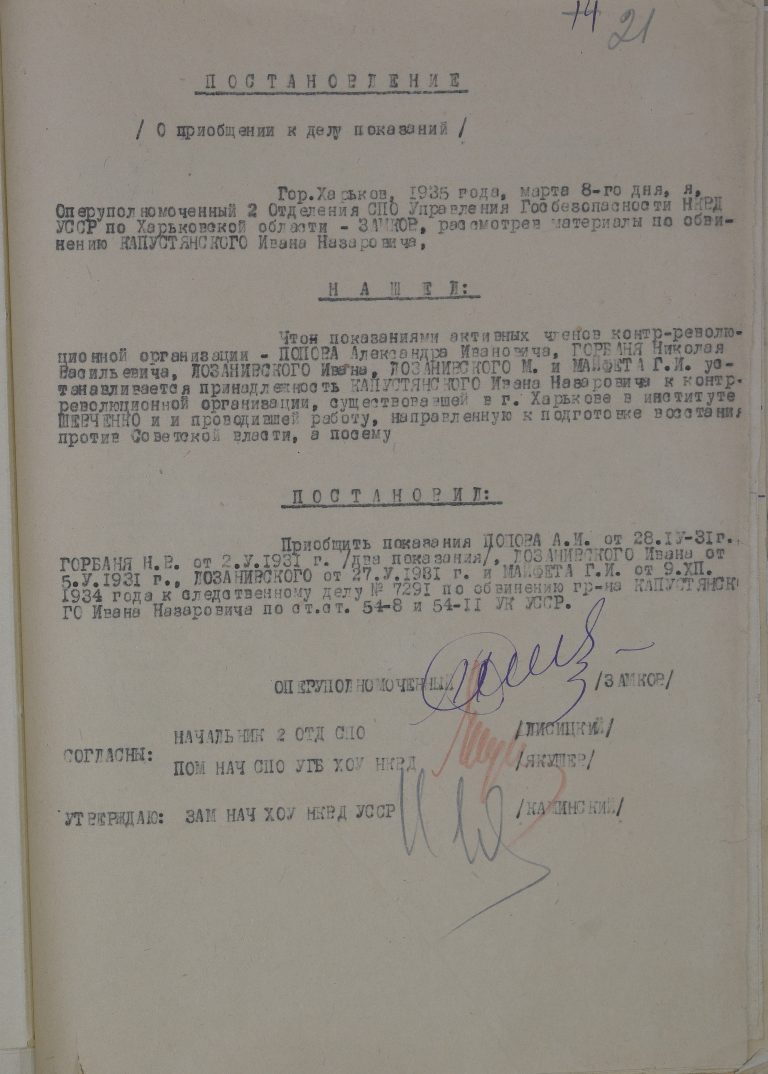 14 21
П О С Т А Н О В Л Е Н И Е
/ О приобщении к делу показаний /
Гор.Харьков, 1935 года, марта 8-го дня, я,
Оперуполномоченный 2 Отделения СПО Управления Госбезопасности НКВД
УССР по Харьковской области - ЗАМКОВ, рассмотрев материалы по обви-
нению КАПУСТЯНСКОГО Ивана Назаровича,
Н А Ш Е Л:
Чтон показаниями активных членов контр-револю-
ционной организации - ПОПОВА Александра Ивановича, ГОРБАНЯ Николая
Васильевича, ЛОЗАНИВСКОГО Ивана, ЛОЗАНИВСКОГО М. и МАЙФЕТА Г.И. ус-
танавливается принадлежность КАПУСТЯНСКОГО Ивана Назаровича к контр-
революционной организации, существовавшей в г. Харькове в институте
ШЕВЧЕНКО и и проводившей работу, направленную к подготовке восстания
против Советской власти, а посему
П О С Т А Н О В И Л:
Приобщить показания ПОПОВА А.И. от 28.IУ-31г.
ГОРБАНЯ Н.В. от 2.У.1931 г. /два показания/, ЛОЗАНИВСКОГО Ивана от
5.У.1931 г., ЛОЗАНИВСКОГО от 27.У.1931 г. и МАЙФЕТА Г.И. от 9.ХП.
1934 года к следственному делу № 7291 по обвинению гр-на КАПУСТЯНСКО
ГО Ивана Назаровича по ст.ст. 54-8 и 54-II УК УССР.
ОПЕРУПОЛНОМОЧЕННЫЙ /ЗАМКОВ/
НАЧАЛЬНИК 2 ОТД СПО /ЛИСИЦКИЙ/
СОГЛАСНЫ:
ПОМ НАЧ СПО УГБ ХОУ НКВД /ЯКУШЕВ/
УТВЕРЖДАЮ: ЗАМ НАЧ ХОУ НКВД УССР /КАМИНСКИЙ/